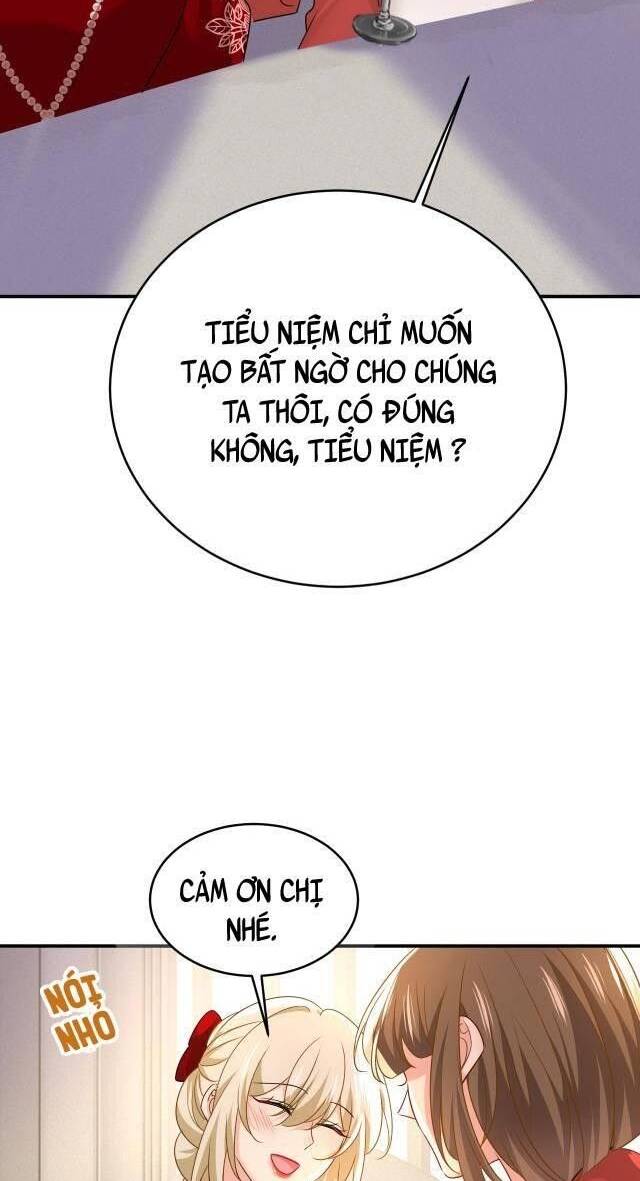 TIỂU NIỆM CHỈ MUỐN
TẠO BẤT NGỜ CHO CHÚNG
TA THÔI, CÓ ĐÚNG
KHÔNG, TIỂU NIỆM ?
CẢM ƠN CHỊ
NHÉ.
NÓI
NHỎ